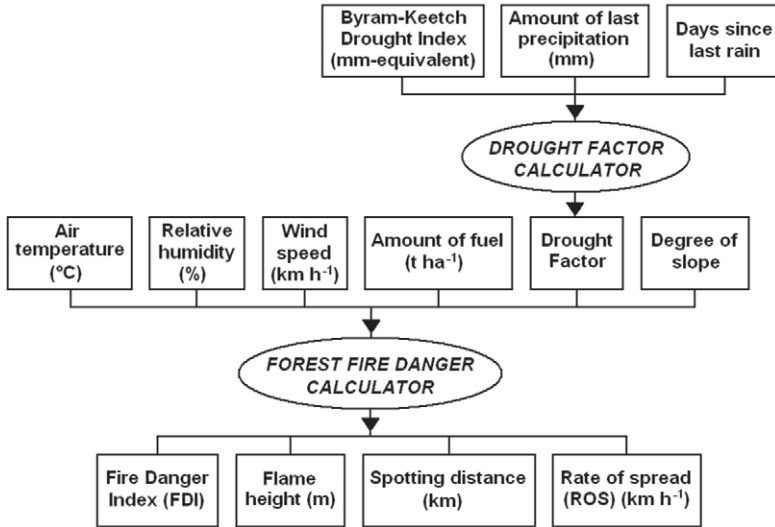 Byram-Keetch
Drought Index
(mm-equivalent)
Amount of last
precipitation
(mm)
Days since
last rain
DROUGHT FACTOR
CALCULATOR
Air
temperature
(°C)
Relative
humidity
(%)
Wind
speed
(km h⁻¹)
Amount of fuel
(t ha⁻¹)
Drought
Factor
Degree of
slope
FOREST FIRE DANGER
CALCULATOR
Fire Danger
Index (FDI)
Flame
height (m)
Spotting distance
(km)
Rate of spread
(ROS) (km h⁻¹)